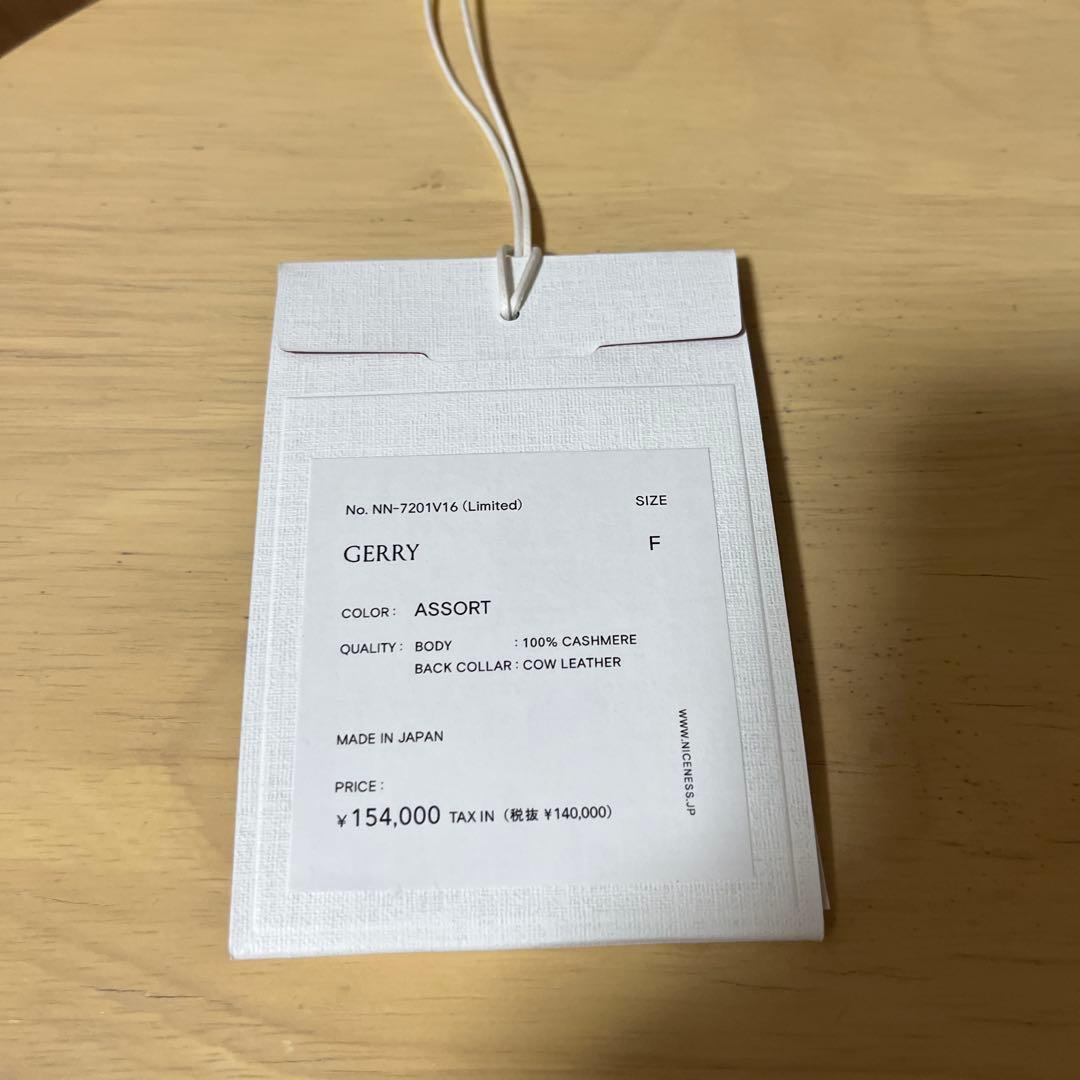 No. NN-7201V16 (Limited)
SIZE
GERRY
F
COLOR : ASSORT
QUALITY : BODY : 100% CASHMERE
BACK COLLAR : COW LEATHER
MADE IN JAPAN
WWW.NICENESS.JP
PRICE :
¥154,000 TAX IN (税抜 ¥140,000)